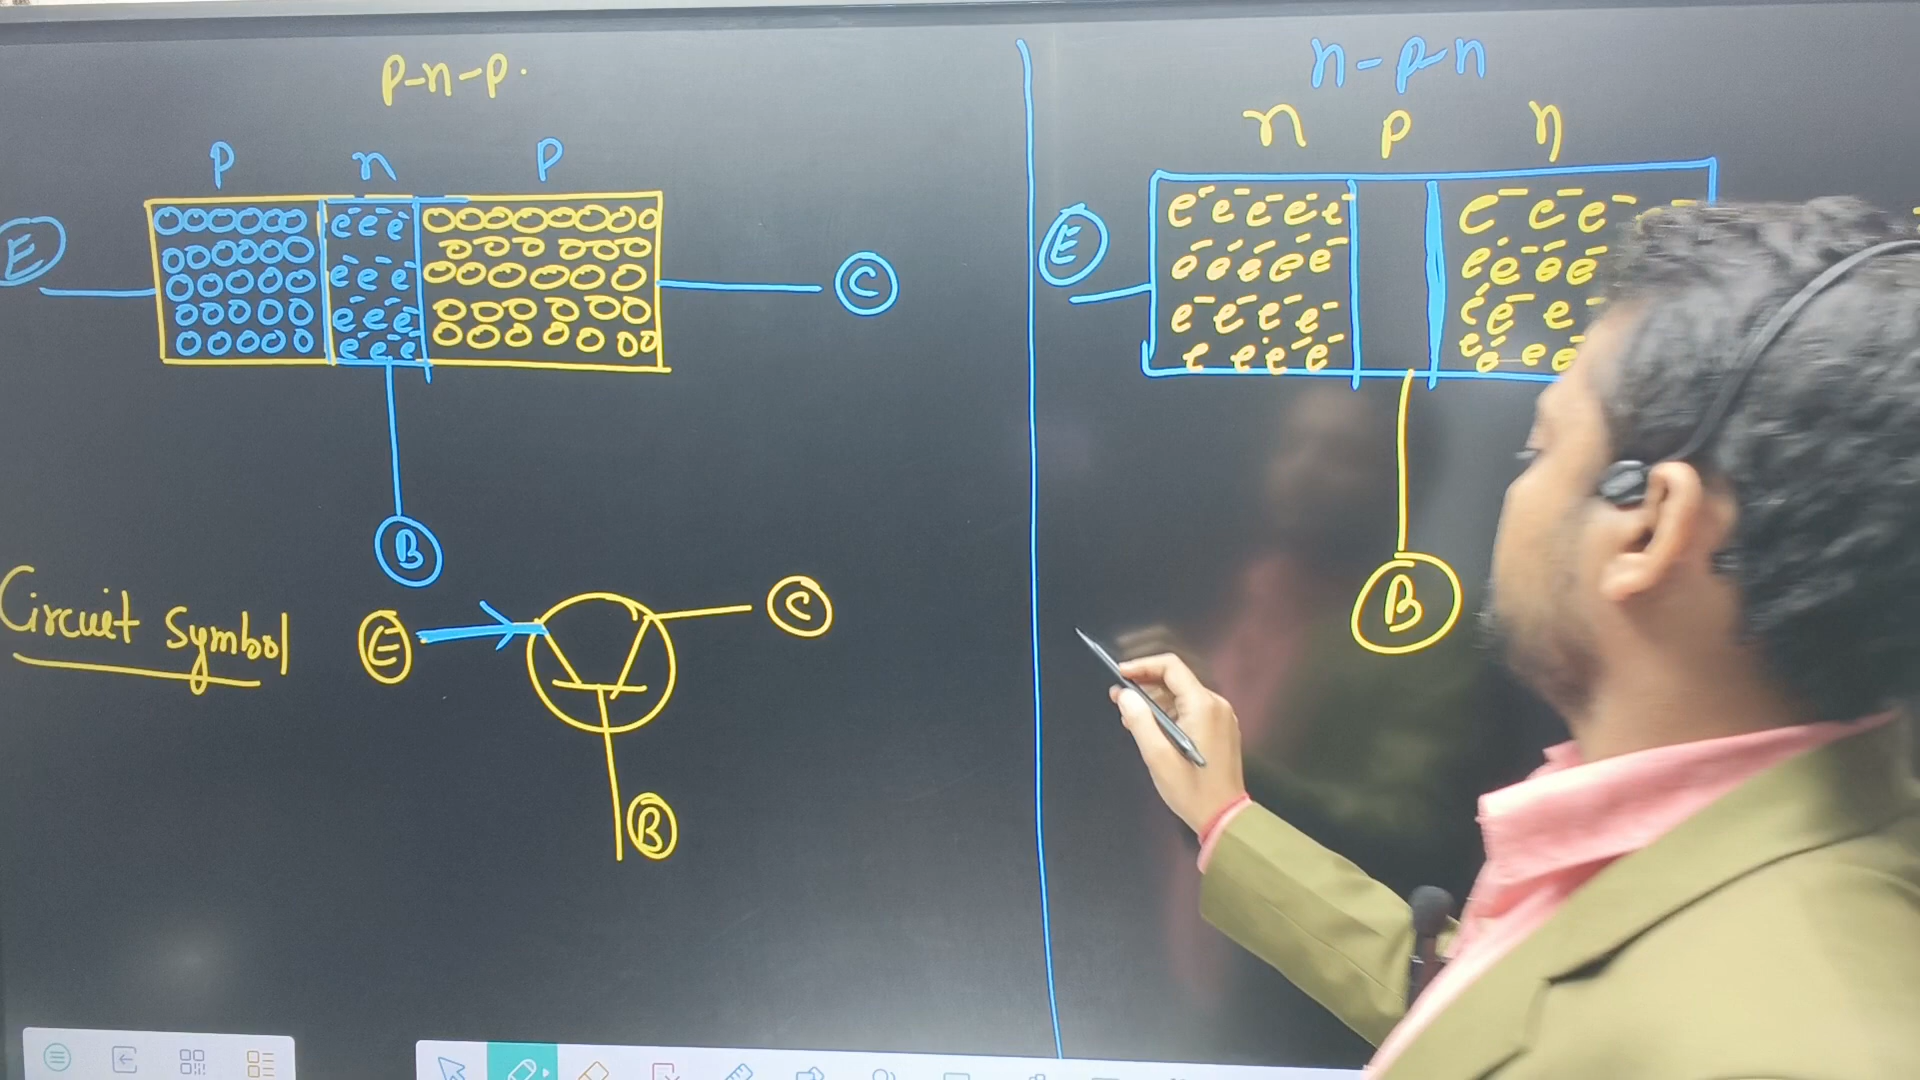 p-n-p.
p n p
e⁻ e⁻ e⁻
e⁻ e⁻ e⁻
e⁻ e⁻ e⁻
e⁻ e⁻ e⁻
E
C
B
Circuit Symbol
E
C
B
n-p-n
n p n
E
e⁻ e⁻ e⁻ e⁻ e⁻
e⁻ e⁻ e⁻ e⁻ e⁻
e⁻ e⁻ e⁻ e⁻
e e⁻ e⁻ e⁻
e⁻ e⁻ e⁻
e⁻ e⁻ e⁻ e⁻
e⁻ e⁻ e⁻
e⁻ e e e
B